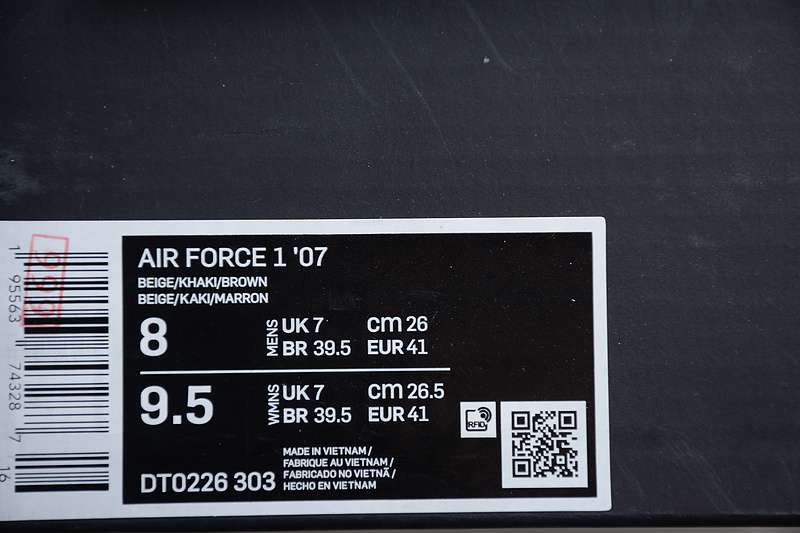 AIR FORCE 1 '07
BEIGE/KHAKI/BROWN
BEIGE/KAKI/MARRON
8
MENS
UK 7
cm 26
BR 39.5
EUR 41
9.5
WMNS
UK 7
cm 26.5
BR 39.5
EUR 41
RFID
DT0226 303
MADE IN VIETNAM /
FABRIQUE AU VIETNAM /
FABRICADO NO VIETNÃ /
HECHO EN VIETNAM
1 95563 74328 7
16
999